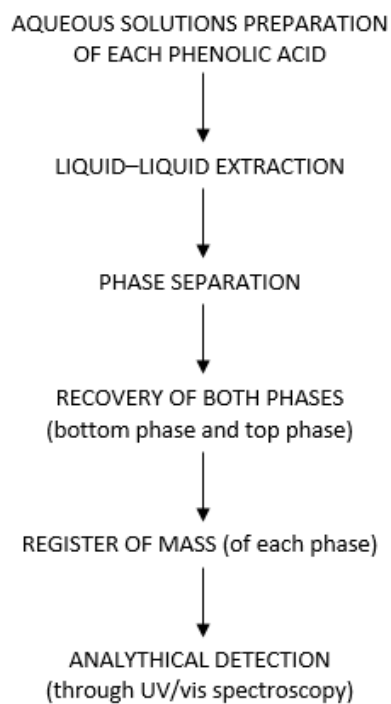 AQUEOUS SOLUTIONS PREPARATION
OF EACH PHENOLIC ACID
LIQUID–LIQUID EXTRACTION
PHASE SEPARATION
RECOVERY OF BOTH PHASES
(bottom phase and top phase)
REGISTER OF MASS (of each phase)
ANALYTHICAL DETECTION
(through UV/vis spectroscopy)